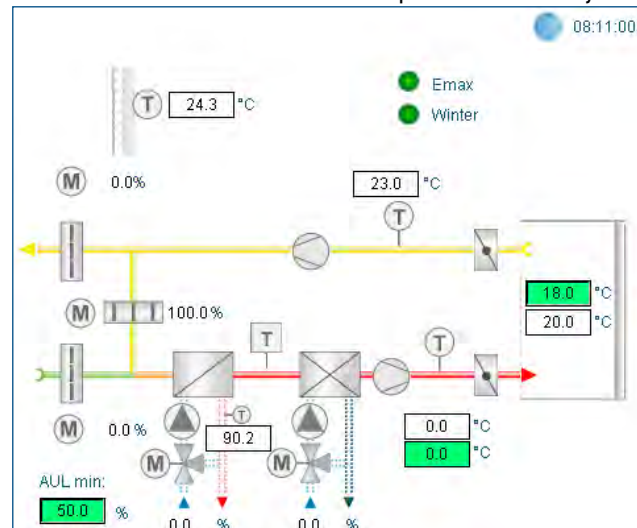 08:11:00
Emax
T 24.3 °C
Winter
M 0.0%
23.0 °C
T
18.0 °C
M 100.0 %
20.0 °C
T
T
M 0.0 %
T
0.0 °C
90.2
0.0 °C
M
M
AUL min:
50.0 %
0.0 %
0.0 %